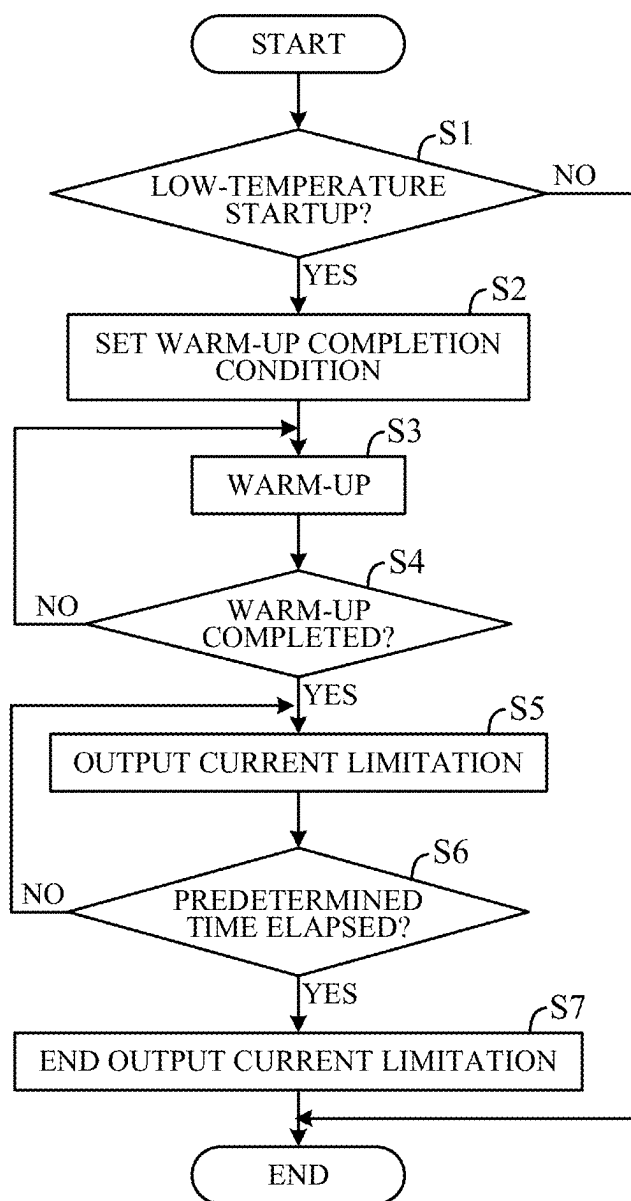 START
S1
LOW-TEMPERATURE
STARTUP?
NO
YES
S2
SET WARM-UP COMPLETION
CONDITION
S3
WARM-UP
S4
NO
WARM-UP
COMPLETED?
YES
S5
OUTPUT CURRENT LIMITATION
S6
NO
PREDETERMINED
TIME ELAPSED?
YES
S7
END OUTPUT CURRENT LIMITATION
END